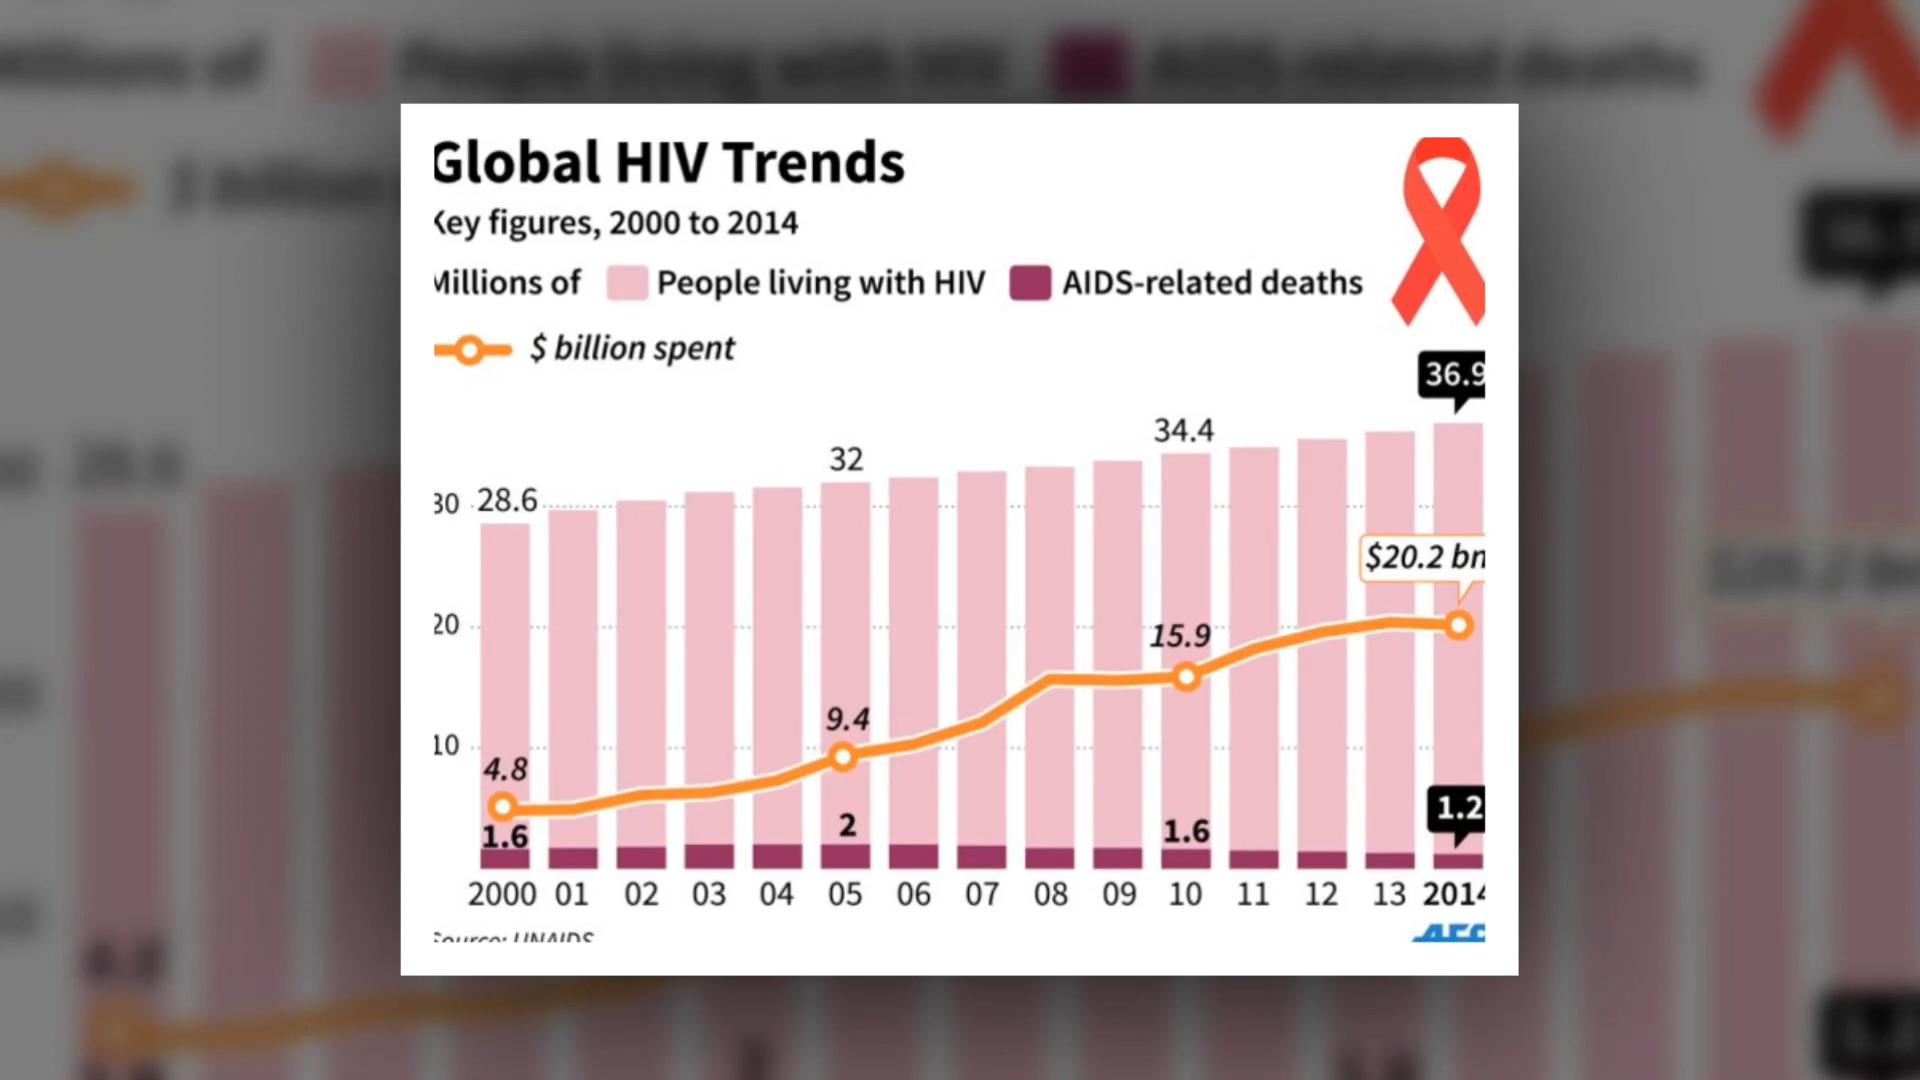 Global HIV Trends
Key figures, 2000 to 2014
Millions of People living with HIV AIDS-related deaths
$ billion spent
36.9
34.4
32
30 28.6
$20.2 bn
20
15.9
9.4
10
4.8
1.2
2
1.6
1.6
2000 01 02 03 04 05 06 07 08 09 10 11 12 13 2014
Source: UNAIDS
AFP